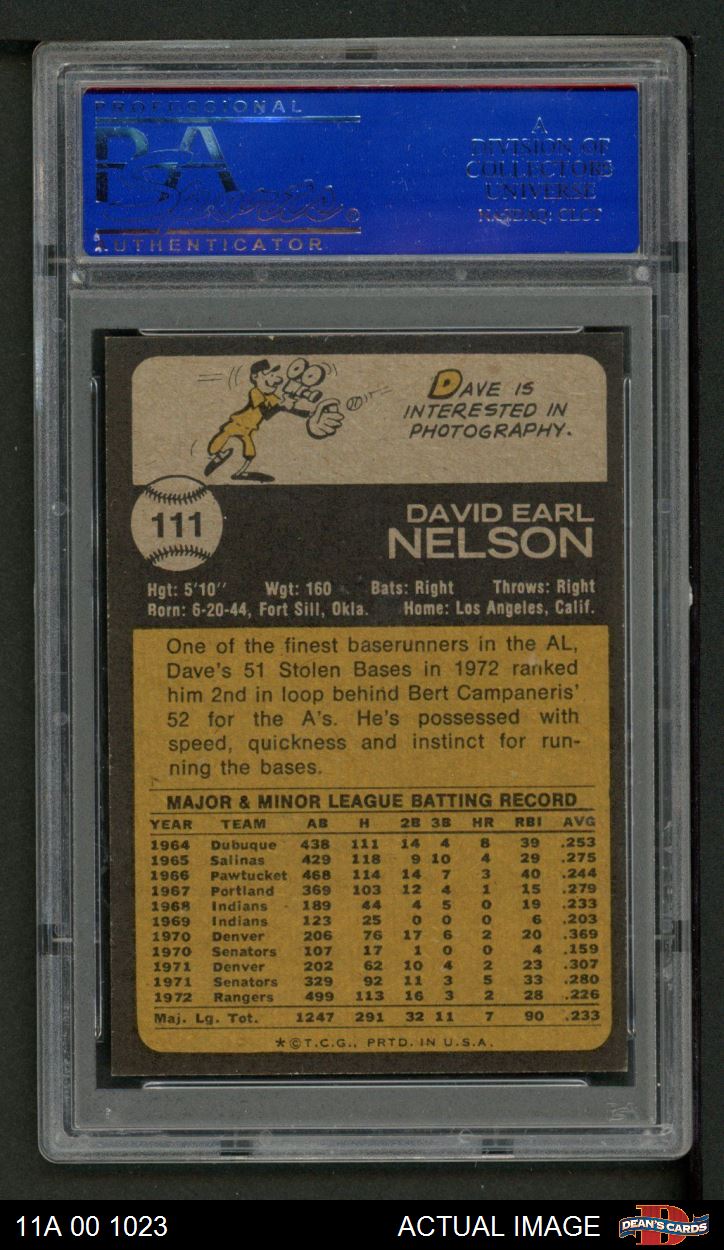 PROFESSIONAL
PSA
Sports
AUTHENTICATOR
A
DIVISION OF
COLLECTORS
UNIVERSE
NASDAQ: CLCT
DAVE IS
INTERESTED IN
PHOTOGRAPHY.
111
DAVID EARL
NELSON
Hgt: 5'10" Wgt: 160 Bats: Right Throws: Right
Born: 6-20-44, Fort Sill, Okla. Home: Los Angeles, Calif.
One of the finest baserunners in the AL,
Dave's 51 Stolen Bases in 1972 ranked
him 2nd in loop behind Bert Campaneris'
52 for the A's. He's possessed with
speed, quickness and instinct for run-
ning the bases.
MAJOR & MINOR LEAGUE BATTING RECORD
YEAR TEAM AB H 2B 3B HR RBI AVG
1964 Dubuque 438 111 14 4 8 39 .253
1965 Salinas 429 118 9 10 4 29 .275
1966 Pawtucket 468 114 14 7 3 40 .244
1967 Portland 369 103 12 4 1 15 .279
1968 Indians 189 44 4 5 0 19 .233
1969 Indians 123 25 0 0 0 6 .203
1970 Denver 206 76 17 6 2 20 .369
1970 Senators 107 17 1 0 0 4 .159
1971 Denver 202 62 10 4 2 23 .307
1971 Senators 329 92 11 3 5 33 .280
1972 Rangers 499 113 16 3 2 28 .226
Maj. Lg. Tot. 1247 291 32 11 7 90 .233
*©T.C.G., PRTD. IN U.S.A.
11A 00 1023
ACTUAL IMAGE
DEAN'S CARDS